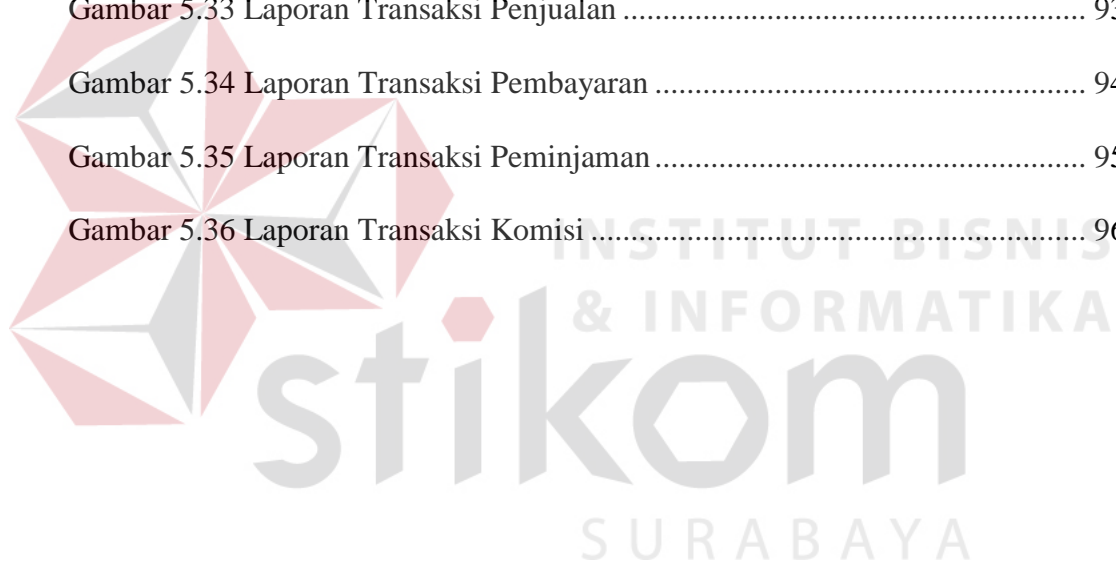 Gambar 5.33 Laporan Transaksi Penjualan ........................................................... 93
Gambar 5.34 Laporan Transaksi Pembayaran ....................................................... 94
Gambar 5.35 Laporan Transaksi Peminjaman ....................................................... 95
Gambar 5.36 Laporan Transaksi Komisi ............................................................... 96
INSTITUT BISNIS
& INFORMATIKA
stikom
SURABAYA